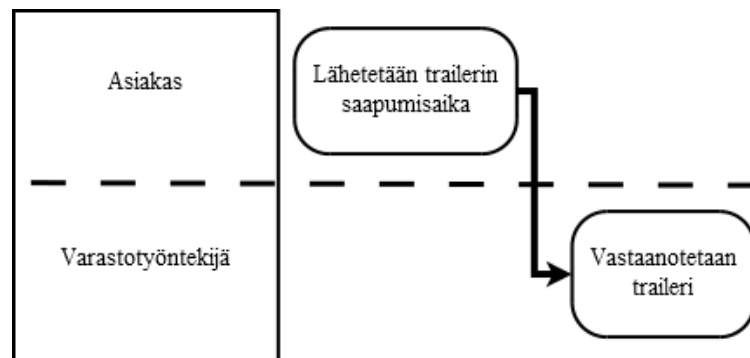 Asiakas
Lähetetään trailerin
saapumisaika
Varastotyöntekijä
Vastaanotetaan
traileri